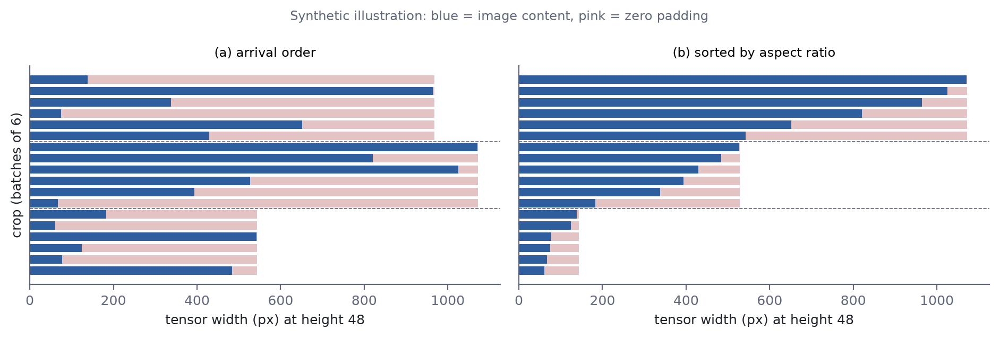 Synthetic illustration: blue = image content, pink = zero padding
(a) arrival order
crop (batches of 6)
0 200 400 600 800 1000
tensor width (px) at height 48
(b) sorted by aspect ratio
0 200 400 600 800 1000
tensor width (px) at height 48